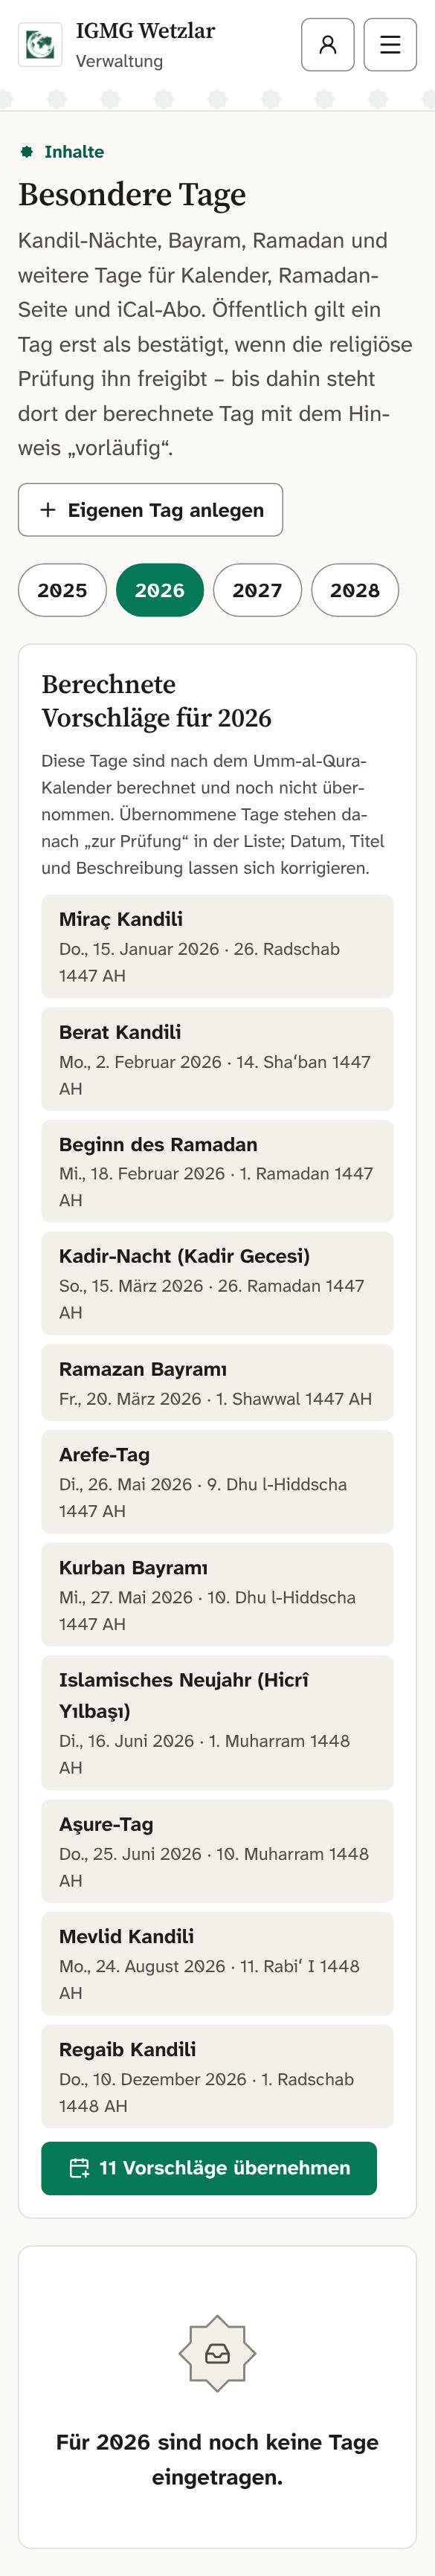 IGMG Wetzlar
Verwaltung
Inhalte
Besondere Tage
Kandil-Nächte, Bayram, Ramadan und
weitere Tage für Kalender, Ramadan-
Seite und iCal-Abo. Öffentlich gilt ein
Tag erst als bestätigt, wenn die religiöse
Prüfung ihn freigibt – bis dahin steht
dort der berechnete Tag mit dem Hin-
weis „vorläufig“.
Eigenen Tag anlegen
2025 2026 2027 2028
Berechnete
Vorschläge für 2026
Diese Tage sind nach dem Umm-al-Qura-
Kalender berechnet und noch nicht über-
nommen. Übernommene Tage stehen da-
nach „zur Prüfung“ in der Liste; Datum, Titel
und Beschreibung lassen sich korrigieren.
Miraç Kandili
Do., 15. Januar 2026 · 26. Radschab
1447 AH
Berat Kandili
Mo., 2. Februar 2026 · 14. Shaʻban 1447
AH
Beginn des Ramadan
Mi., 18. Februar 2026 · 1. Ramadan 1447
AH
Kadir-Nacht (Kadir Gecesi)
So., 15. März 2026 · 26. Ramadan 1447
AH
Ramazan Bayramı
Fr., 20. März 2026 · 1. Shawwal 1447 AH
Arefe-Tag
Di., 26. Mai 2026 · 9. Dhu l-Hiddscha
1447 AH
Kurban Bayramı
Mi., 27. Mai 2026 · 10. Dhu l-Hiddscha
1447 AH
Islamisches Neujahr (Hicrî
Yılbaşı)
Di., 16. Juni 2026 · 1. Muharram 1448
AH
Aşure-Tag
Do., 25. Juni 2026 · 10. Muharram 1448
AH
Mevlid Kandili
Mo., 24. August 2026 · 11. Rabiʻ I 1448
AH
Regaib Kandili
Do., 10. Dezember 2026 · 1. Radschab
1448 AH
11 Vorschläge übernehmen
Für 2026 sind noch keine Tage
eingetragen.